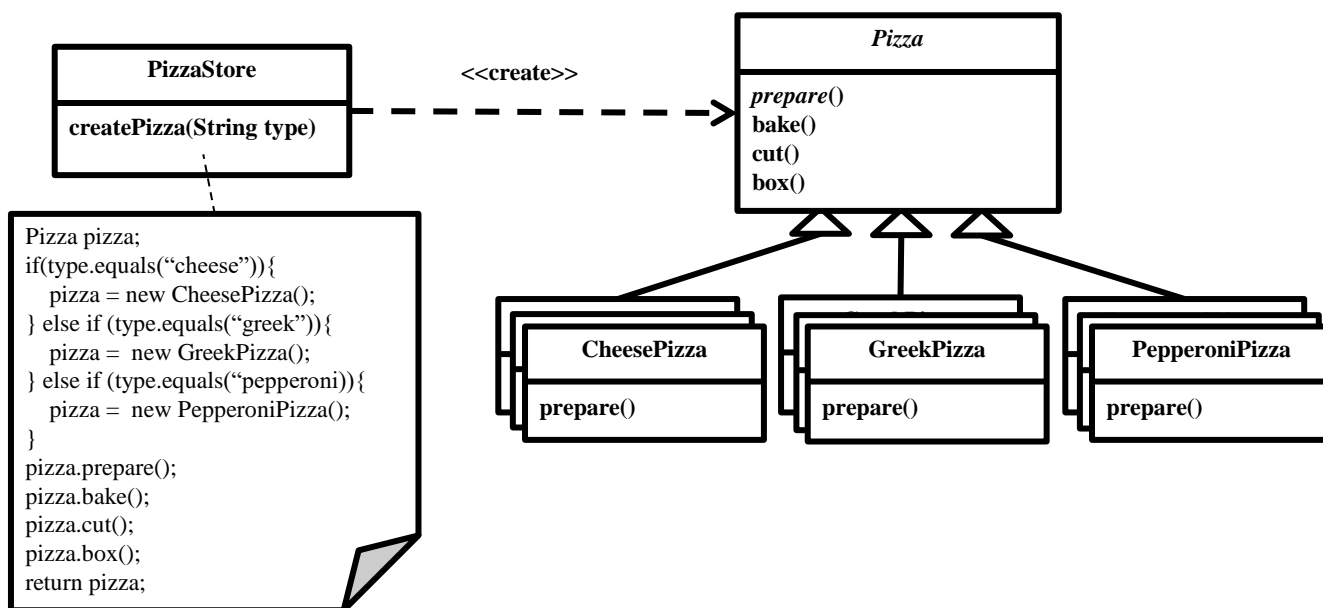 PizzaStore
createPizza(String type)
<<create>>
Pizza
prepare()
bake()
cut()
box()
Pizza pizza;
if(type.equals(“cheese”)){
pizza = new CheesePizza();
} else if (type.equals(“greek”)){
pizza = new GreekPizza();
} else if (type.equals(“pepperoni)){
pizza = new PepperoniPizza();
}
pizza.prepare();
pizza.bake();
pizza.cut();
pizza.box();
return pizza;
CheesePizza
prepare()
GreekPizza
prepare()
PepperoniPizza
prepare()